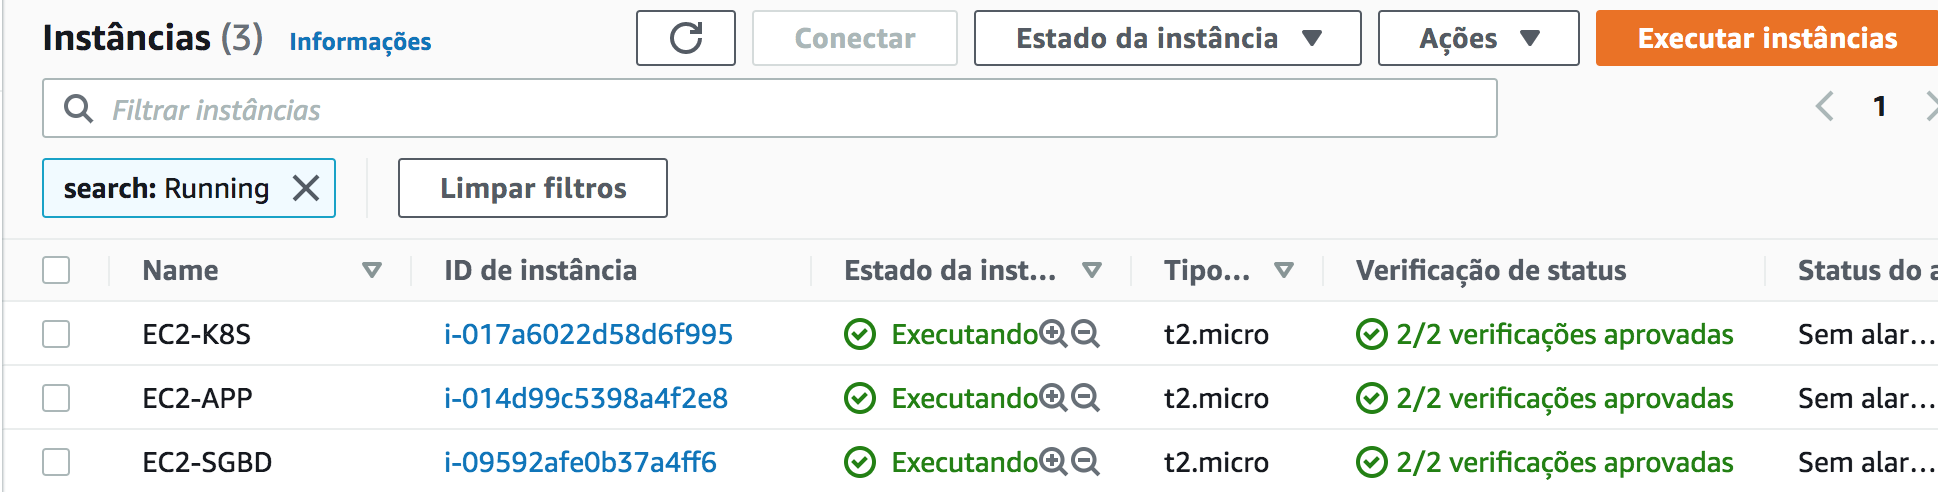 Instâncias (3) Informações Conectar Estado da instância Ações Executar instâncias
Filtrar instâncias 1
search: Running Limpar filtros
Name ID de instância Estado da inst... Tipo... Verificação de status Status do a
EC2-K8S i-017a6022d58d6f995 Executando t2.micro 2/2 verificações aprovadas Sem alar...
EC2-APP i-014d99c5398a4f2e8 Executando t2.micro 2/2 verificações aprovadas Sem alar...
EC2-SGBD i-09592afe0b37a4ff6 Executando t2.micro 2/2 verificações aprovadas Sem alar...